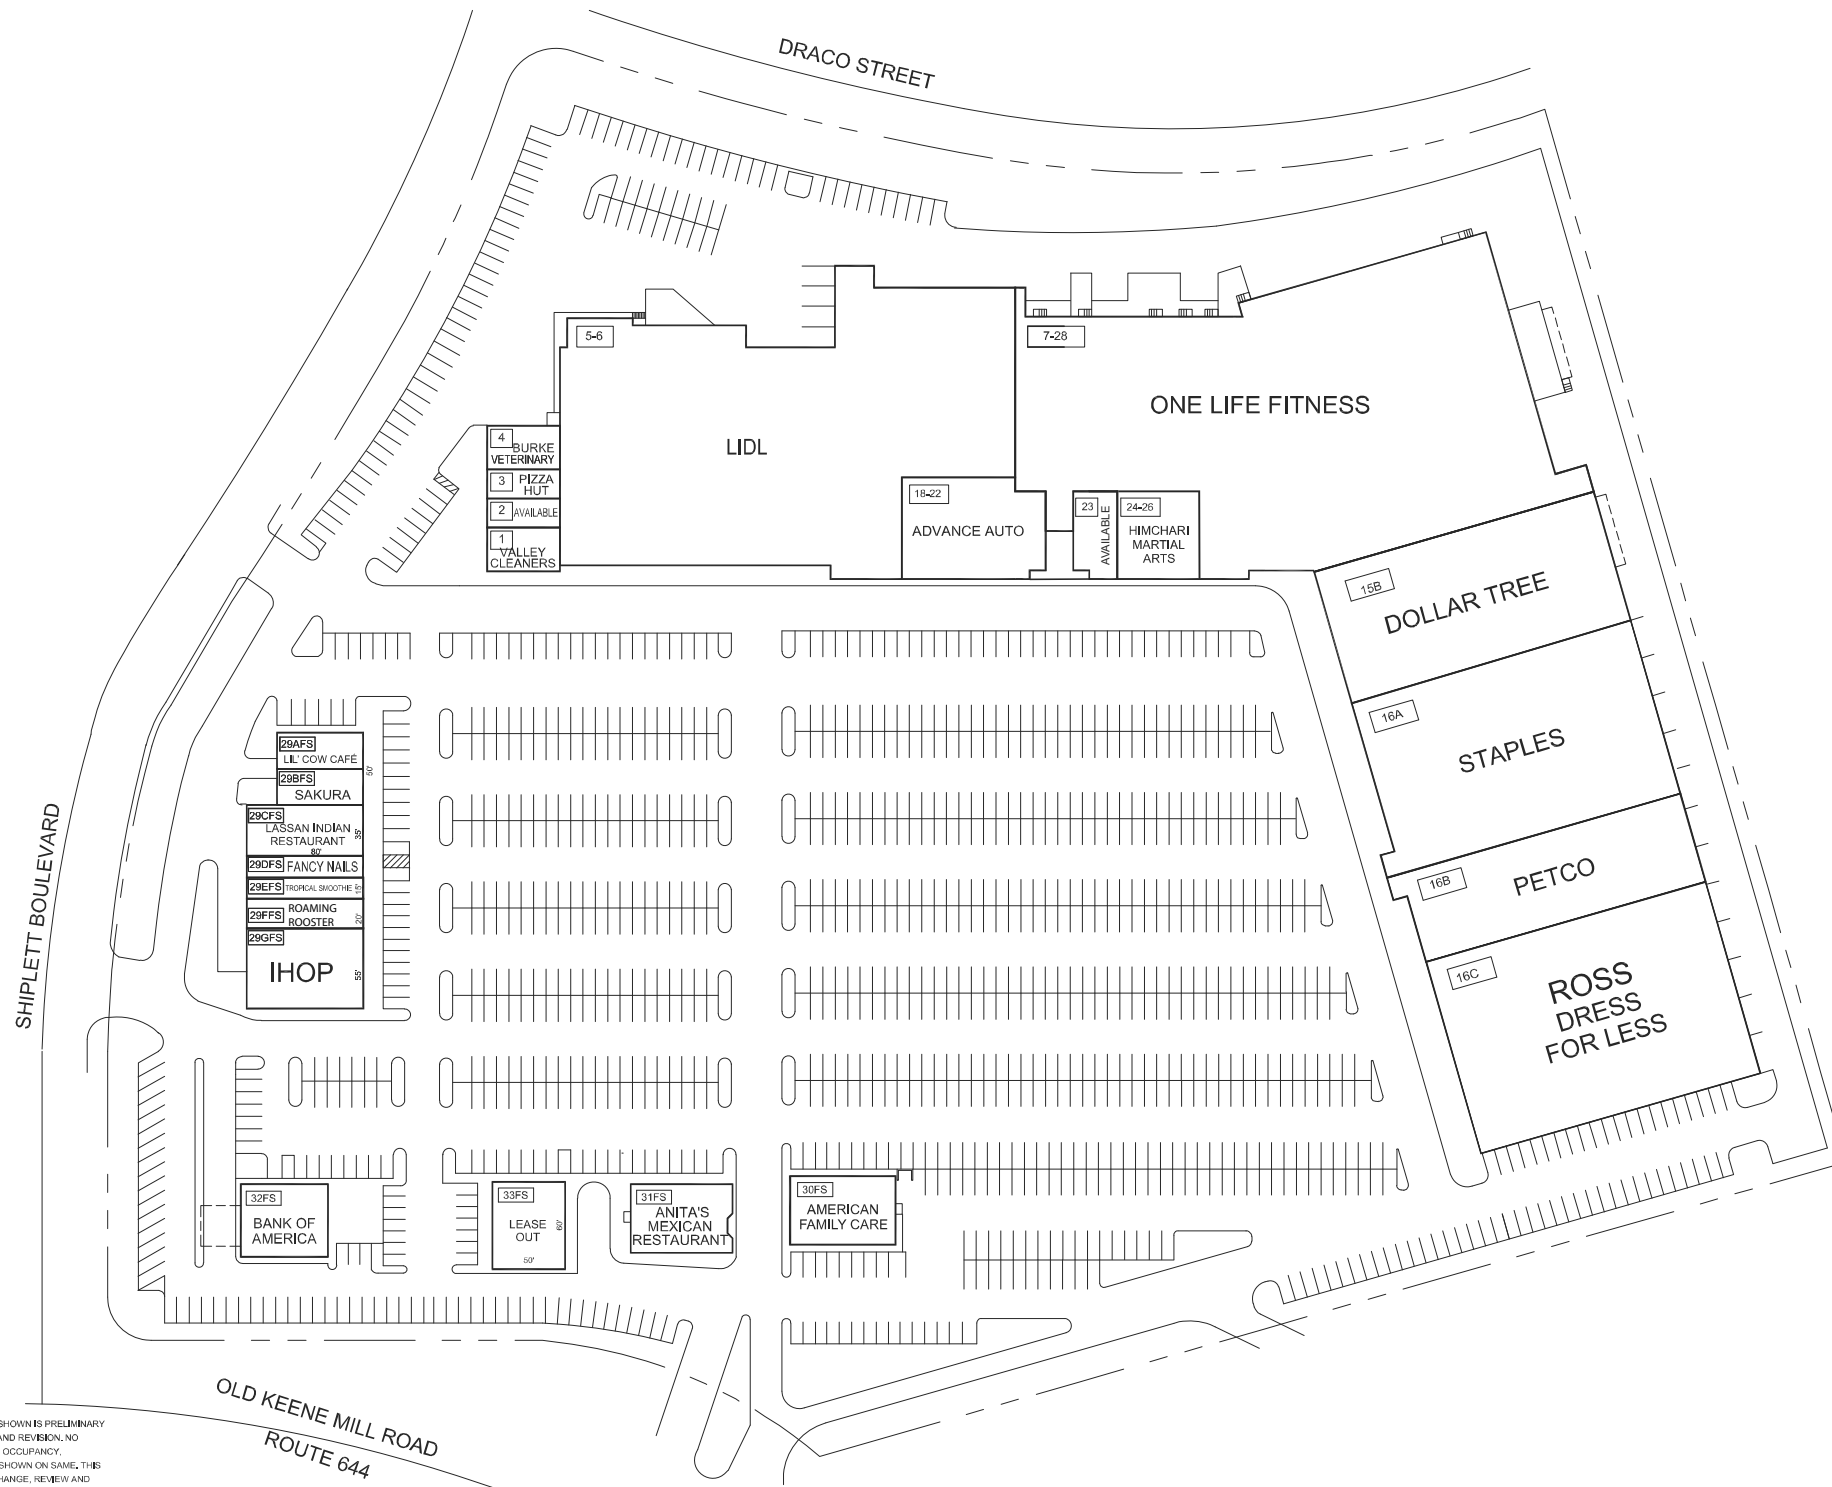 DRACO STREET
5-6
7-28
ONE LIFE FITNESS
LIDL
4
BURKE
VETERINARY
3
PIZZA
HUT
2
AVAILABLE
1
VALLEY
CLEANERS
18-22
ADVANCE AUTO
23
AVAILABLE
24-26
HIMCHARI
MARTIAL
ARTS
15B
DOLLAR TREE
16A
STAPLES
16B
PETCO
16C
ROSS
DRESS
FOR LESS
29AFS
LIL' COW CAFÉ
50'
29BFS
SAKURA
29CFS
LASSAN INDIAN
RESTAURANT
35'
80'
29DFS
FANCY NAILS
29EFS
TROPICAL SMOOTHIE
15'
29FFS
ROAMING
ROOSTER
20'
29GFS
IHOP
55'
SHIPLETT BOULEVARD
32FS
BANK OF
AMERICA
33FS
LEASE
OUT
60'
50'
31FS
ANITA'S
MEXICAN
RESTAURANT
30FS
AMERICAN
FAMILY CARE
OLD KEENE MILL ROAD
ROUTE 644
SHOWN IS PRELIMINARY
AND REVISION. NO
OCCUPANCY,
SHOWN ON SAME. THIS
HANGE, REVIEW AND